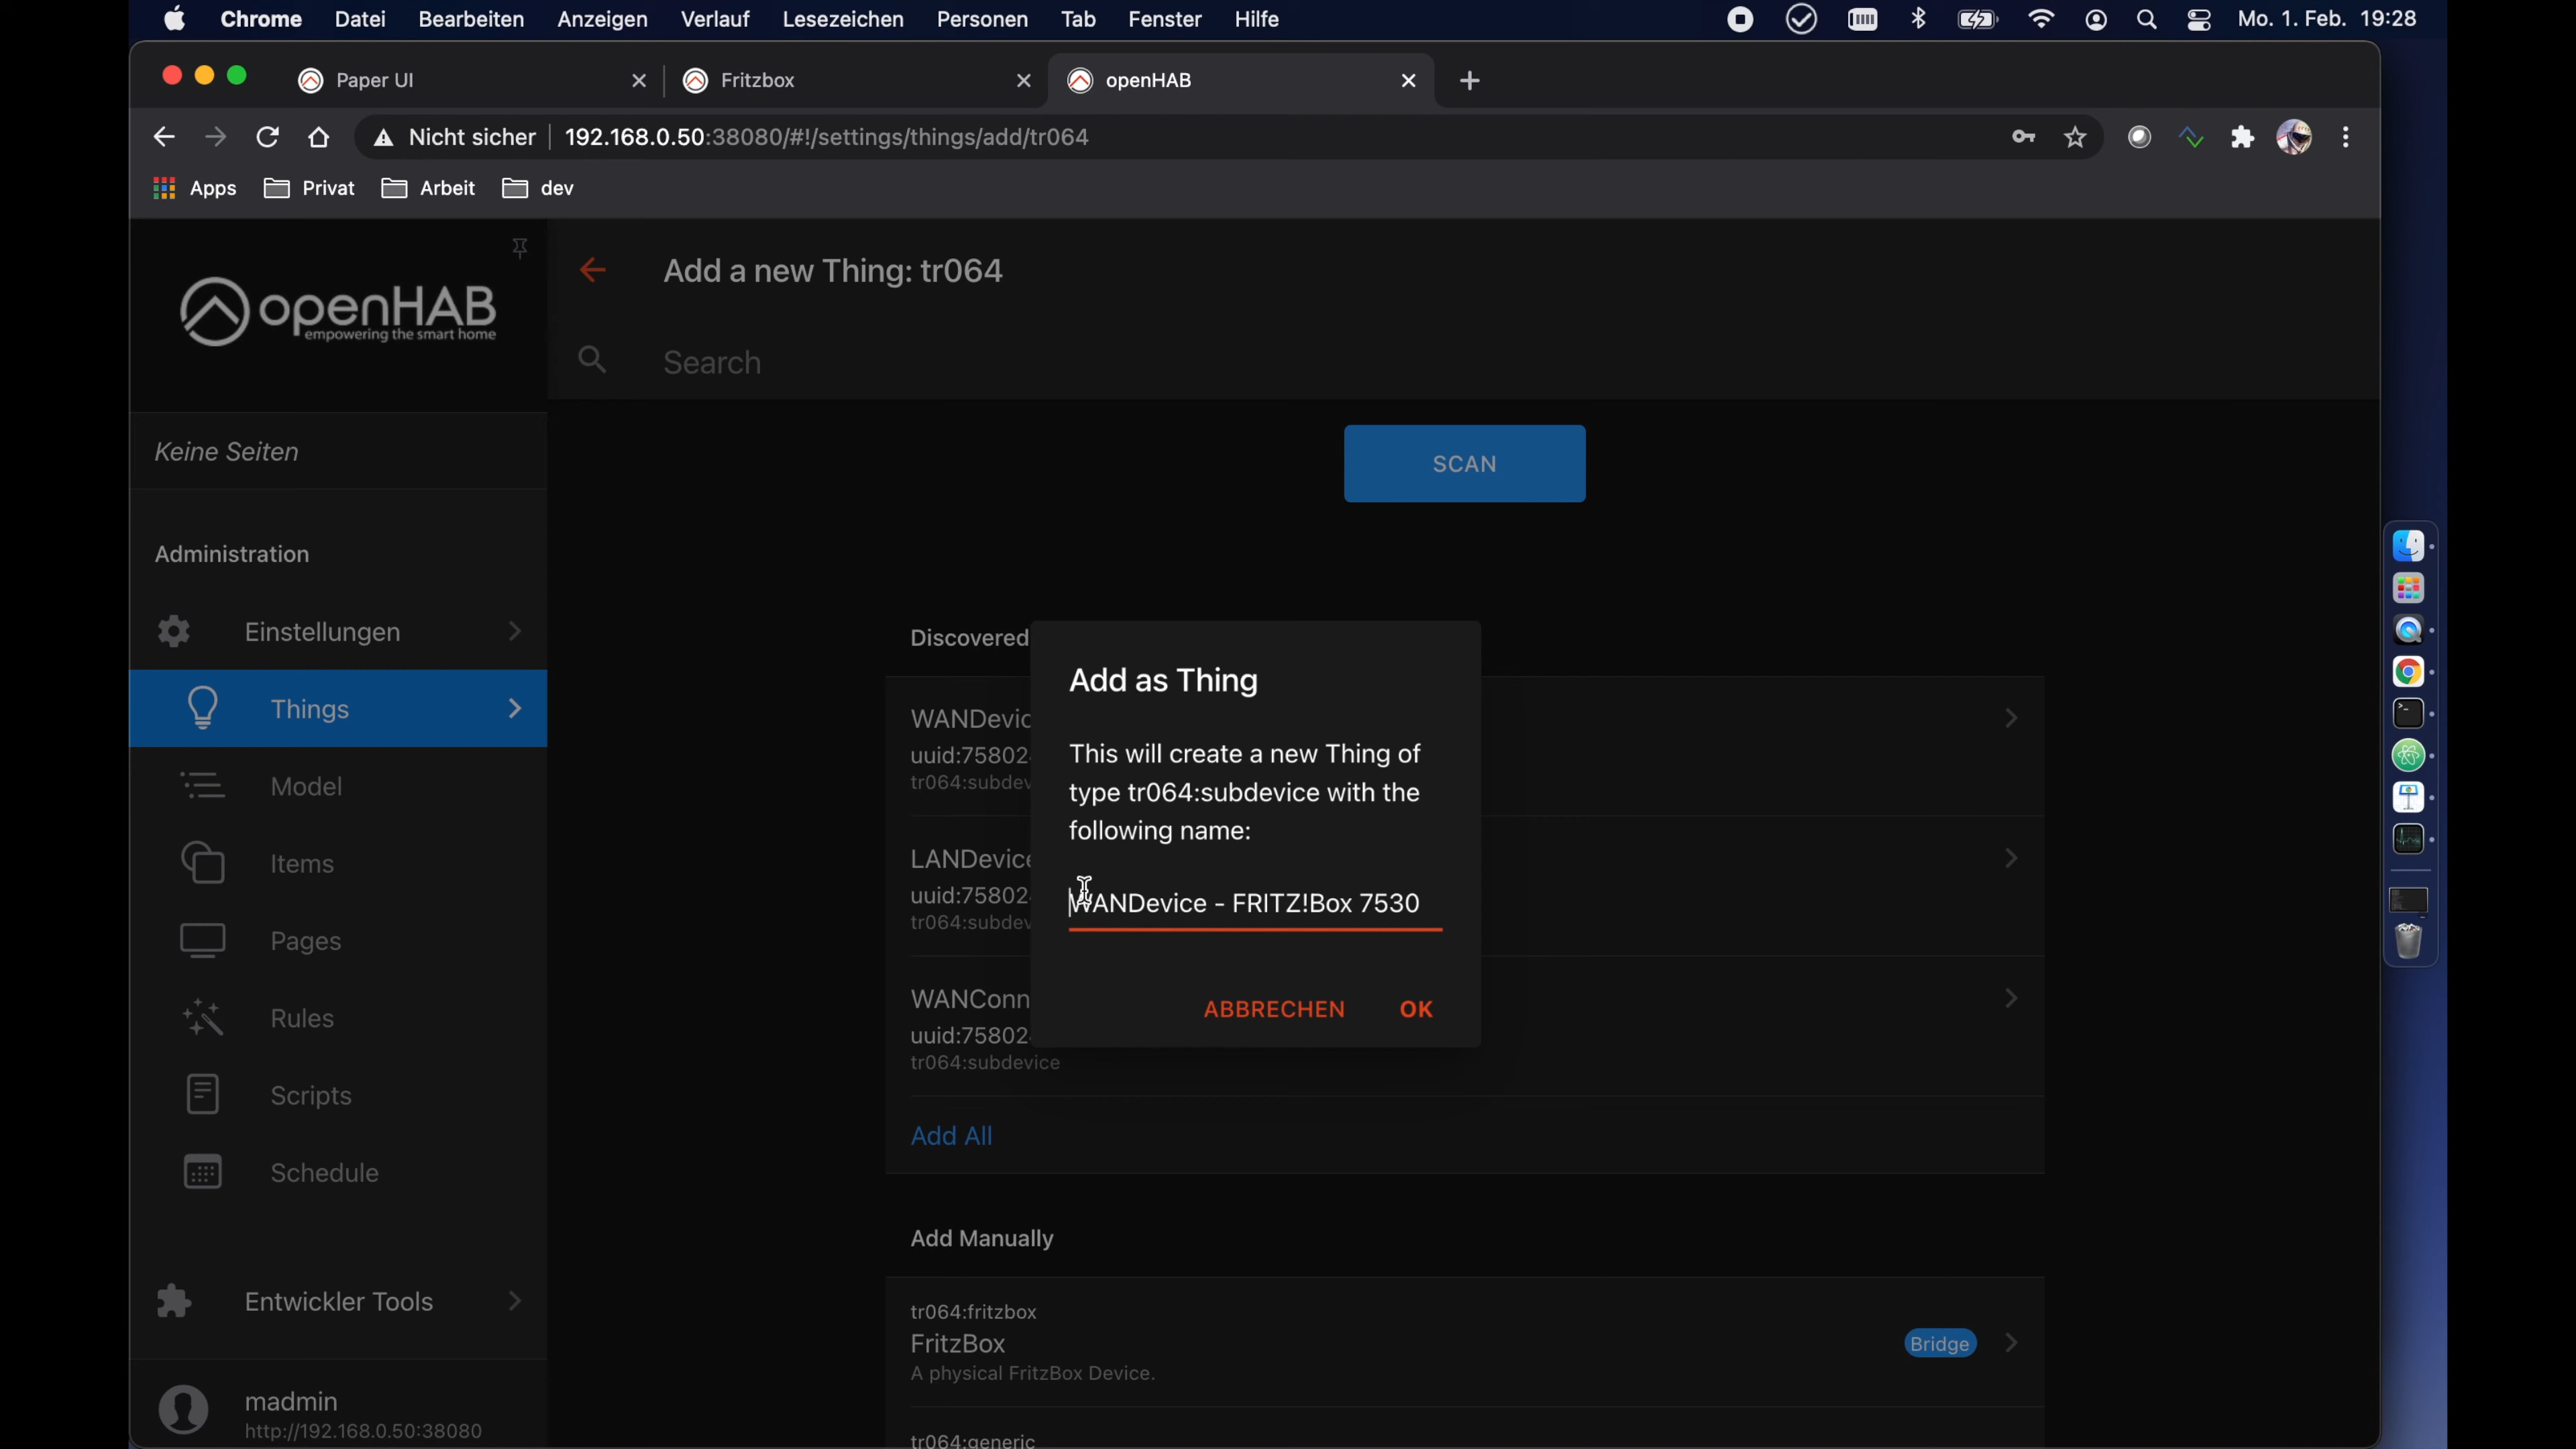 Chrome Datei Bearbeiten Anzeigen Verlauf Lesezeichen Personen Tab Fenster Hilfe Mo. 1. Feb. 19:28
Paper UI Fritzbox openHAB
Nicht sicher 192.168.0.50:38080/#!/settings/things/add/tr064
Apps Privat Arbeit dev
openHAB
empowering the smart home
Add a new Thing: tr064
Search
Keine Seiten
SCAN
Administration
Einstellungen
Things
Model
Items
Pages
Rules
Scripts
Schedule
Entwickler Tools
madmin
http://192.168.0.50:38080
Discovered
WANDevic
uuid:75802
tr064:subdev
LANDevice
uuid:75802
tr064:subdev
WANConn
uuid:75802
tr064:subdevice
Add All
Add as Thing
This will create a new Thing of
type tr064:subdevice with the
following name:
WANDevice - FRITZ!Box 7530
ABBRECHEN OK
Add Manually
tr064:fritzbox
FritzBox
A physical FritzBox Device.
Bridge
tr064:generic